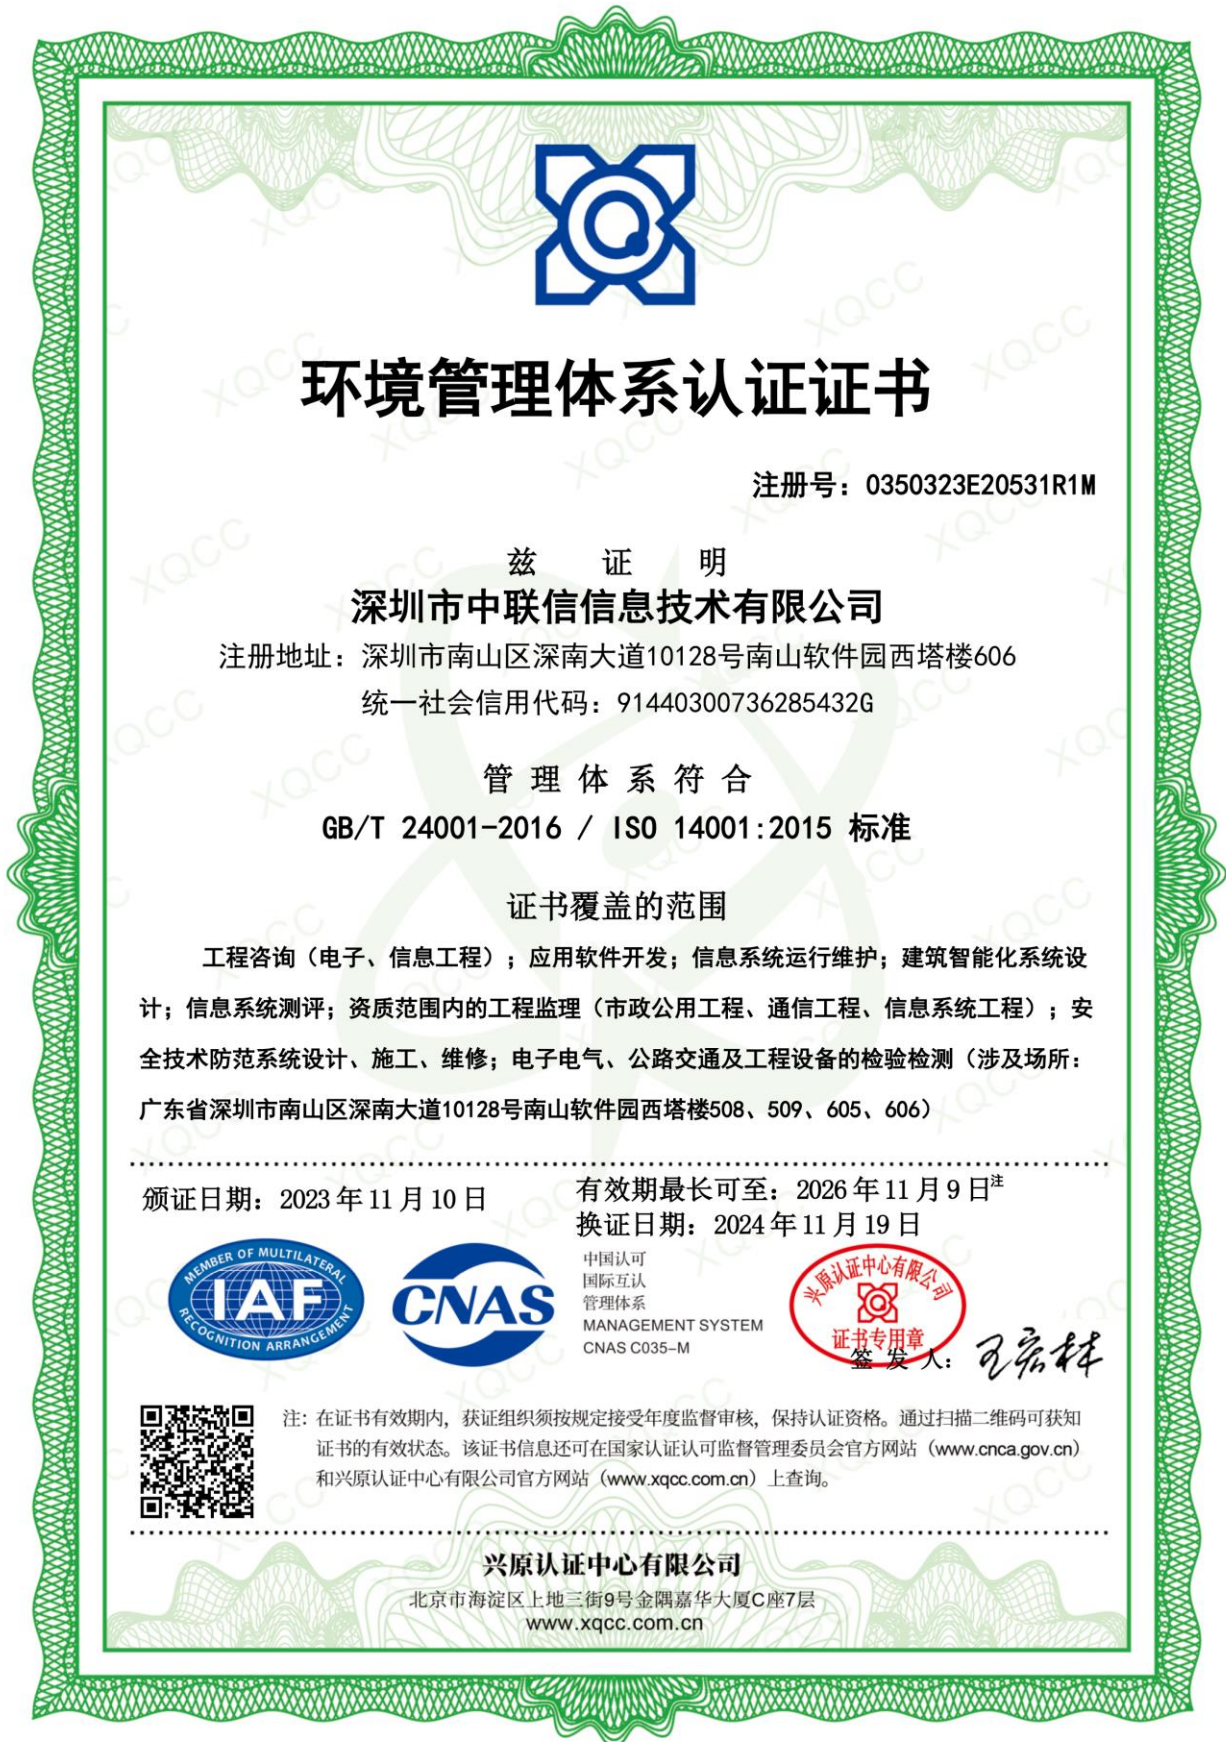 环境管理体系认证证书
注册号：0350323E20531R1M
兹 证 明
深圳市中联信信息技术有限公司
注册地址：深圳市南山区深南大道10128号南山软件园西塔楼606
统一社会信用代码：91440300736285432G
管 理 体 系 符 合
GB/T 24001-2016 / ISO 14001:2015 标准
证书覆盖的范围
工程咨询（电子、信息工程）；应用软件开发；信息系统运行维护；建筑智能化系统设
计；信息系统测评；资质范围内的工程监理（市政公用工程、通信工程、信息系统工程）；安
全技术防范系统设计、施工、维修；电子电气、公路交通及工程设备的检验检测（涉及场所：
广东省深圳市南山区深南大道10128号南山软件园西塔楼508、509、605、606）
颁证日期：2023年11月10日
有效期最长可至：2026年11月9日注
换证日期：2024年11月19日
MEMBER OF MULTILATERAL
IAF
RECOGNITION ARRANGEMENT
CNAS
中国认可
国际互认
管理体系
MANAGEMENT SYSTEM
CNAS C035-M
兴原认证中心有限公司
证书专用章
签 发 人：王宏林
注：在证书有效期内，获证组织须按规定接受年度监督审核，保持认证资格。通过扫描二维码可获知
证书的有效状态。该证书信息还可在国家认证认可监督管理委员会官方网站（www.cnca.gov.cn）
和兴原认证中心有限公司官方网站（www.xqcc.com.cn）上查询。
兴原认证中心有限公司
北京市海淀区上地三街9号金隅嘉华大厦C座7层
www.xqcc.com.cn
XQCC